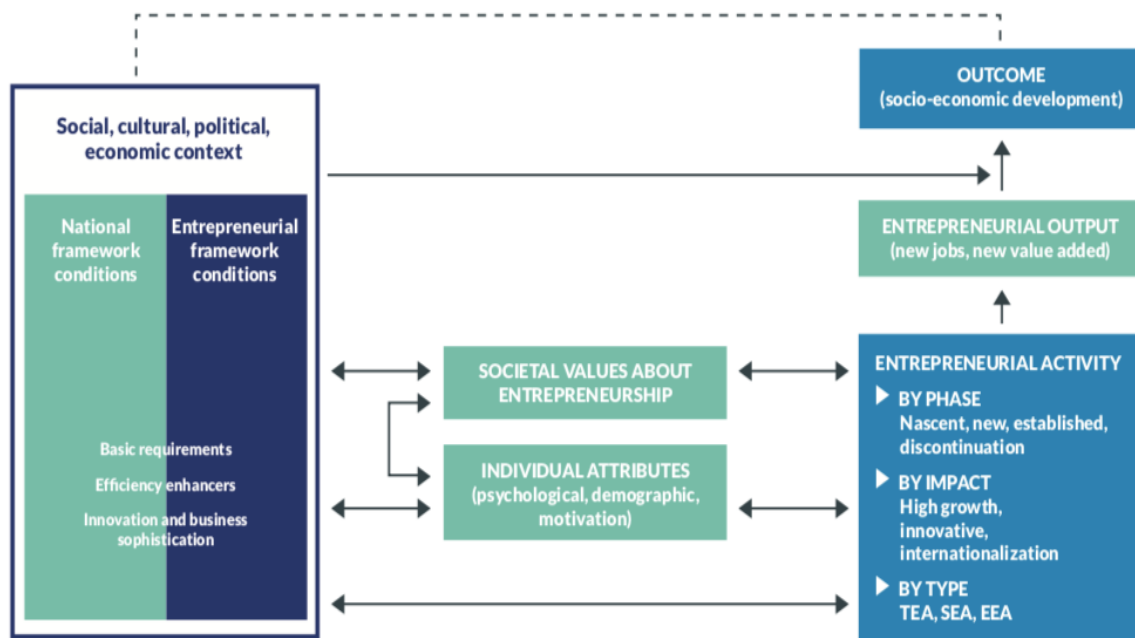 Social, cultural, political,
economic context
National
framework
conditions
Entrepreneurial
framework
conditions
Basic requirements
Efficiency enhancers
Innovation and business
sophistication
SOCIETAL VALUES ABOUT
ENTREPRENEURSHIP
INDIVIDUAL ATTRIBUTES
(psychological, demographic,
motivation)
OUTCOME
(socio-economic development)
ENTREPRENEURIAL OUTPUT
(new jobs, new value added)
ENTREPRENEURIAL ACTIVITY
BY PHASE
Nascent, new, established,
discontinuation
BY IMPACT
High growth,
innovative,
internationalization
BY TYPE
TEA, SEA, EEA